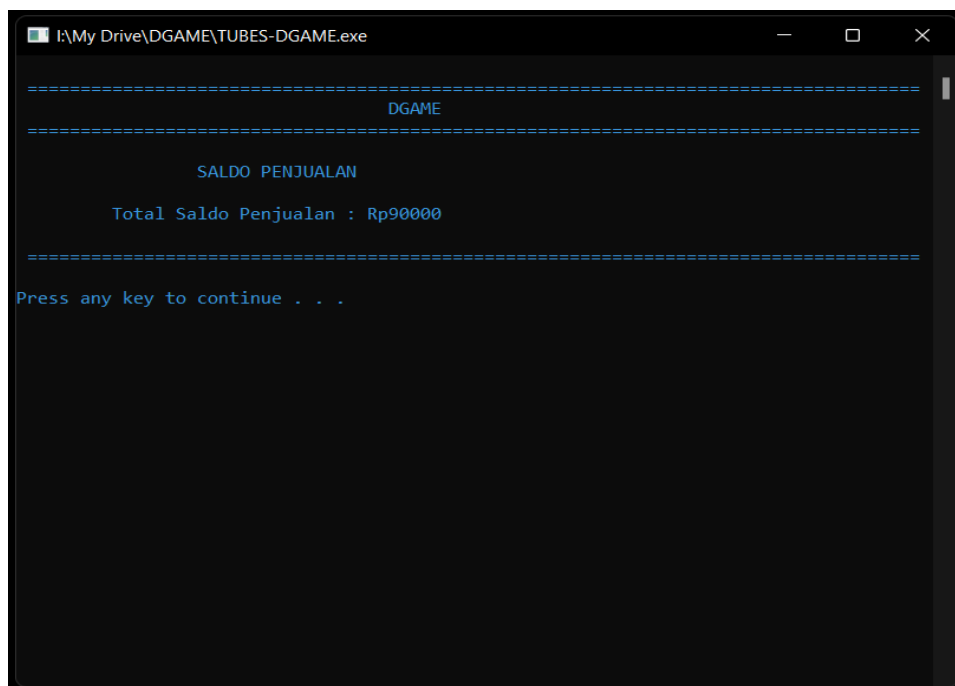 I:\My Drive\DGAME\TUBES-DGAME.exe
====================================================================================
DGAME
====================================================================================
SALDO PENJUALAN
Total Saldo Penjualan : Rp90000
====================================================================================
Press any key to continue . . .